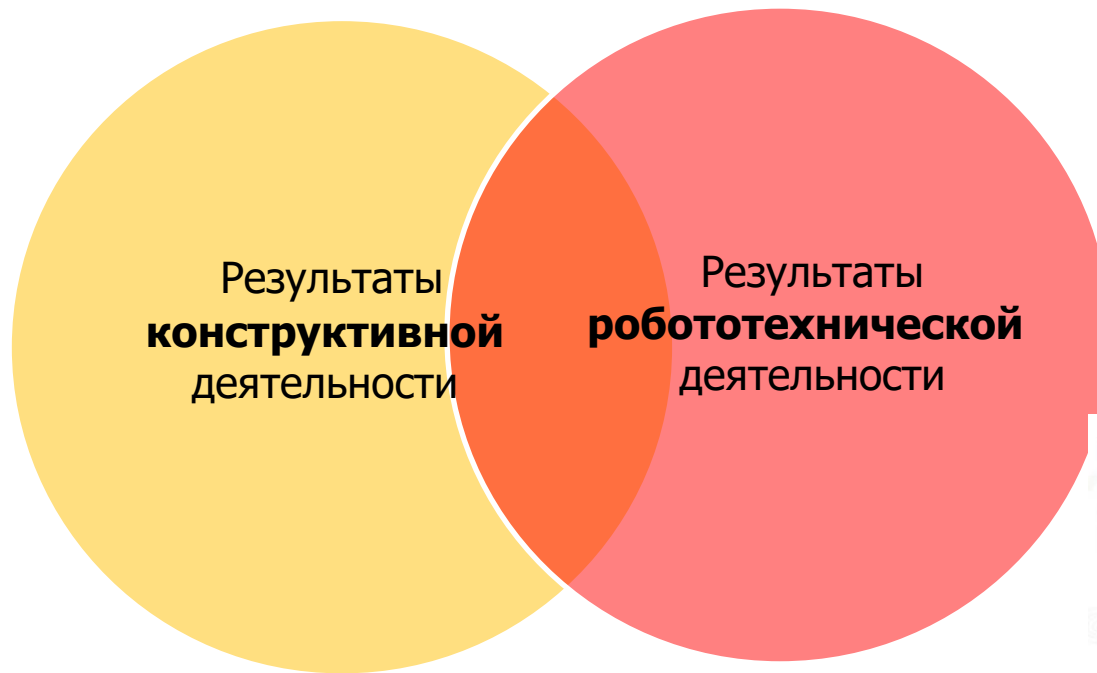 Результаты
конструктивной
деятельности
Результаты
робототехнической
деятельности